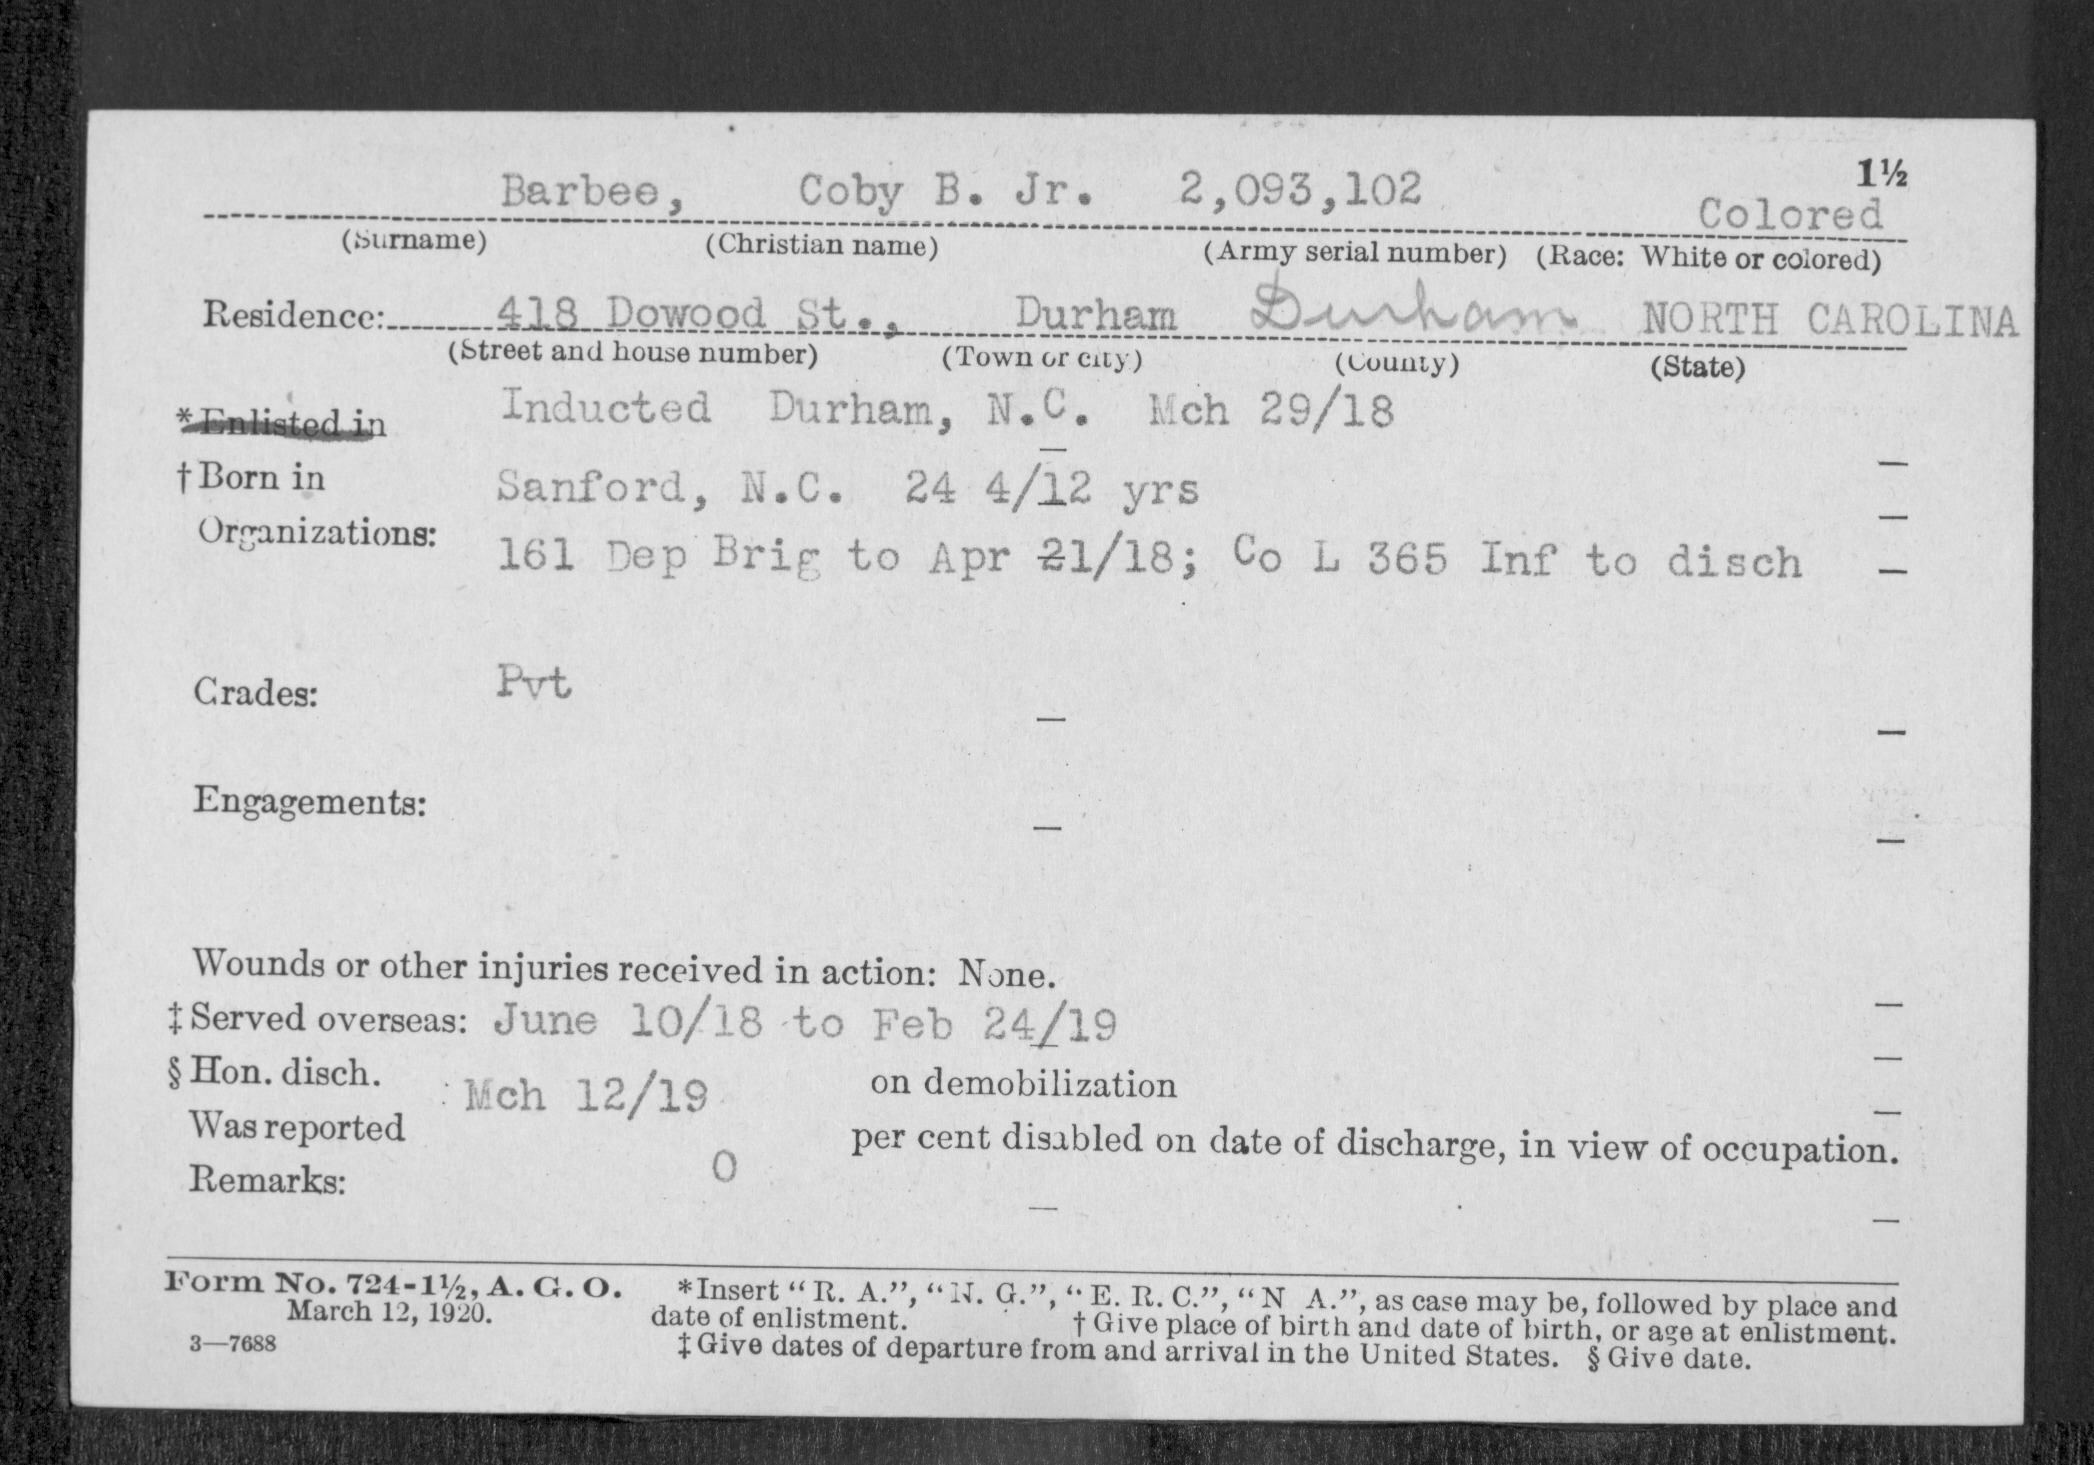 1½
Barbee, Coby B. Jr. 2,093,102 Colored
(Surname) (Christian name) (Army serial number) (Race: White or colored)
Residence: 418 Dowood St., Durham Durham NORTH CAROLINA
(Street and house number) (Town or city) (County) (State)
*Enlisted in Inducted Durham, N.C. Mch 29/18
†Born in Sanford, N.C. 24 4/12 yrs
Organizations: 161 Dep Brig to Apr 21/18; Co L 365 Inf to disch
Grades: Pvt
Engagements:
Wounds or other injuries received in action: None.
‡Served overseas: June 10/18 to Feb 24/19
§Hon. disch. Mch 12/19 on demobilization
Was reported 0 per cent disabled on date of discharge, in view of occupation.
Remarks:
Form No. 724-1½, A. G. O. *Insert "R. A.", "N. G.", "E. R. C.", "N A.", as case may be, followed by place and
March 12, 1920. date of enlistment. †Give place of birth and date of birth, or age at enlistment.
3—7688 ‡Give dates of departure from and arrival in the United States. §Give date.